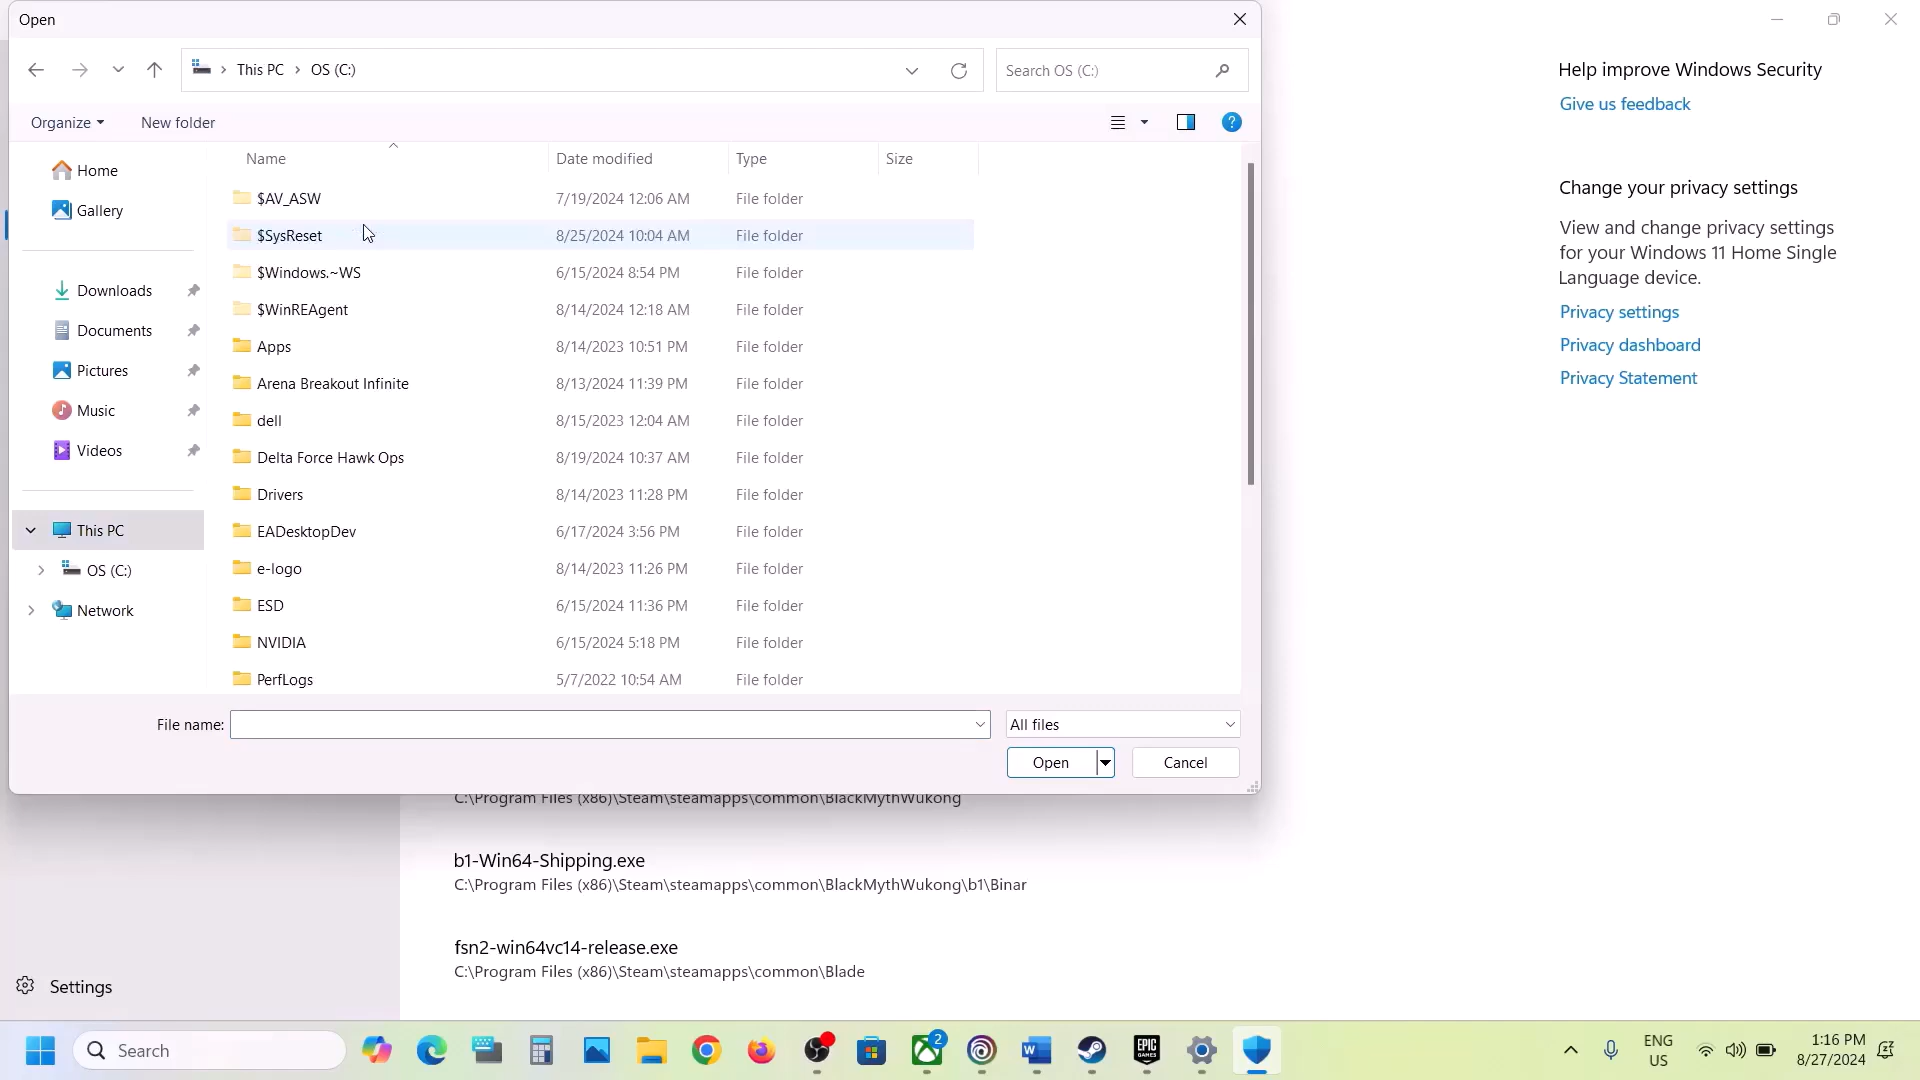 Open
This PC > OS (C:)
Search OS (C:)
Organize
New folder
Name Date modified Type Size
Home
Gallery
Downloads
Documents
Pictures
Music
Videos
This PC
OS (C:)
Network
$AV_ASW 7/19/2024 12:06 AM File folder
$SysReset 8/25/2024 10:04 AM File folder
$Windows.~WS 6/15/2024 8:54 PM File folder
$WinREAgent 8/14/2024 12:18 AM File folder
Apps 8/14/2023 10:51 PM File folder
Arena Breakout Infinite 8/13/2024 11:39 PM File folder
dell 8/15/2023 12:04 AM File folder
Delta Force Hawk Ops 8/19/2024 10:37 AM File folder
Drivers 8/14/2023 11:28 PM File folder
EADesktopDev 6/17/2024 3:56 PM File folder
e-logo 8/14/2023 11:26 PM File folder
ESD 6/15/2024 11:36 PM File folder
NVIDIA 6/15/2024 5:18 PM File folder
PerfLogs 5/7/2022 10:54 AM File folder
File name:
All files
Open
Cancel
C:\Program Files (x86)\Steam\steamapps\common\BlackMythWukong
b1-Win64-Shipping.exe
C:\Program Files (x86)\Steam\steamapps\common\BlackMythWukong\b1\Binar
fsn2-win64vc14-release.exe
C:\Program Files (x86)\Steam\steamapps\common\Blade
Settings
Help improve Windows Security
Give us feedback
Change your privacy settings
View and change privacy settings
for your Windows 11 Home Single
Language device.
Privacy settings
Privacy dashboard
Privacy Statement
Search
2
EPIC
GAMES
ENG
US
1:16 PM
8/27/2024